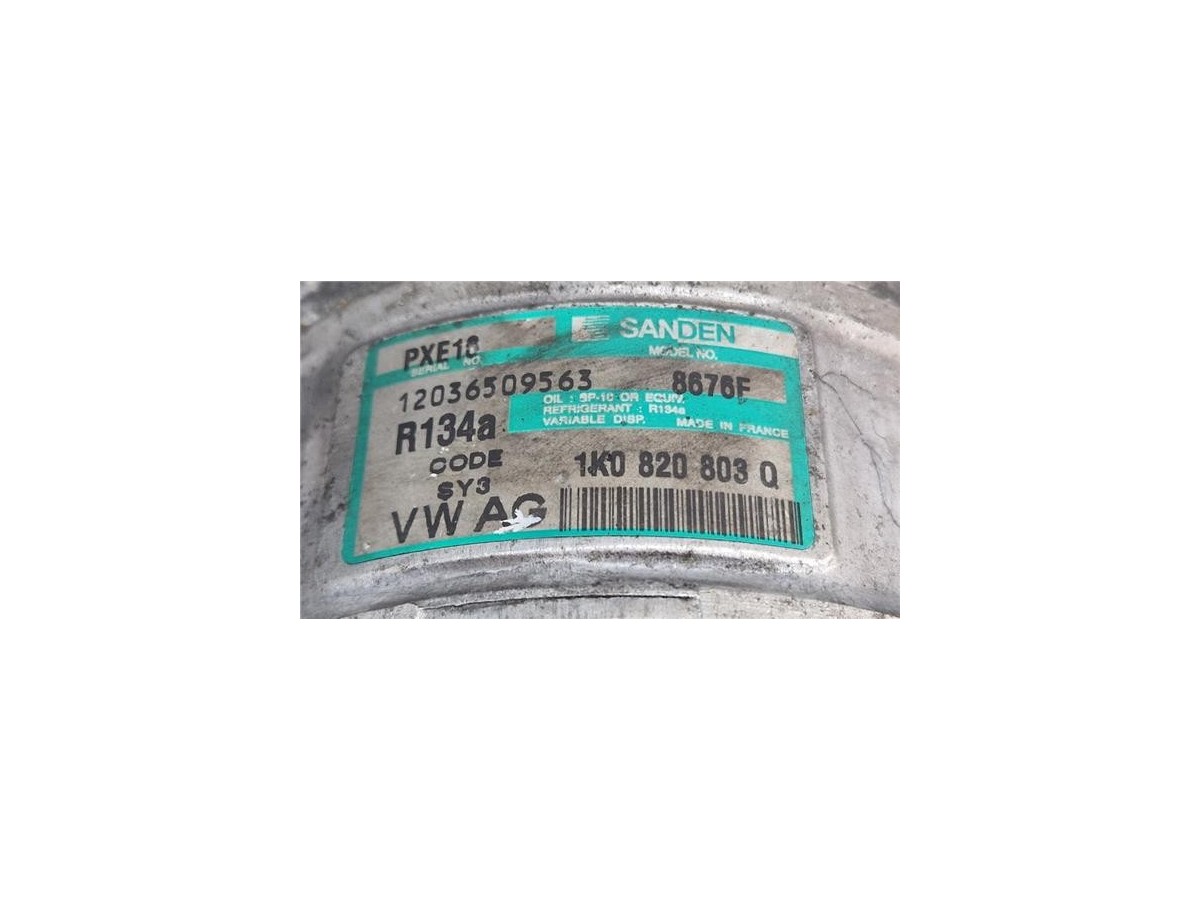 SANDEN
PXE16
SERIAL NO. MODEL NO.
12036509563 8676F
OIL : SP-10 OR EQUIV.
REFRIGERANT : R134a
VARIABLE DISP. MADE IN FRANCE
R134a
CODE
SY3
1K0 820 803 Q
VW AG